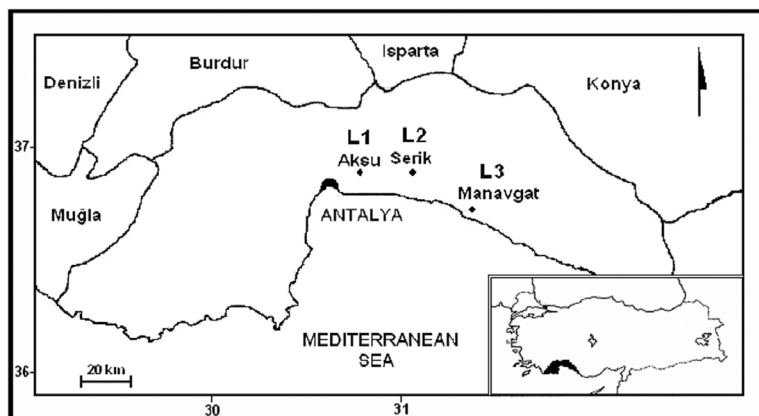 Isparta
Burdur
Denizli
Konya
37
L1
L2
Aksu
Serik
L3
Manavgat
Muğla
ANTALYA
MEDITERRANEAN
SEA
36
20 km
30
31